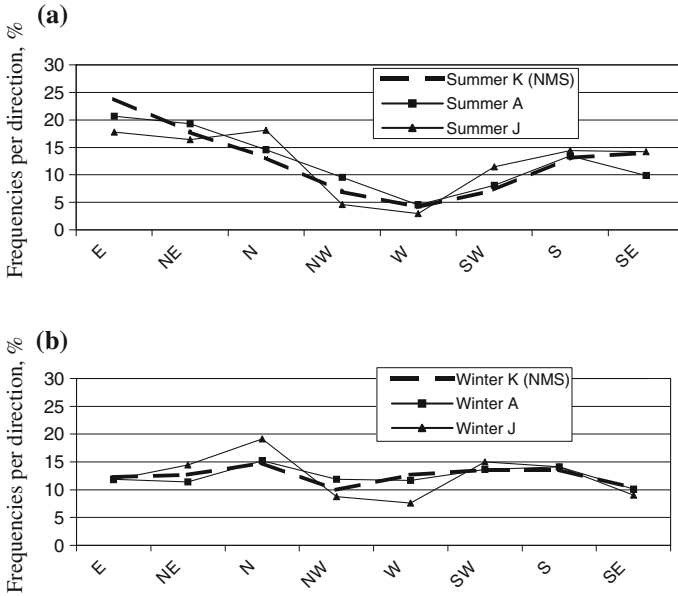 (a)
Frequencies per direction, %
30
25
20
15
10
5
0
Summer K (NMS)
Summer A
Summer J
E
NE
N
NW
W
SW
S
SE
(b)
Frequencies per direction, %
30
25
20
15
10
5
0
Winter K (NMS)
Winter A
Winter J
E
NE
N
NW
W
SW
S
SE